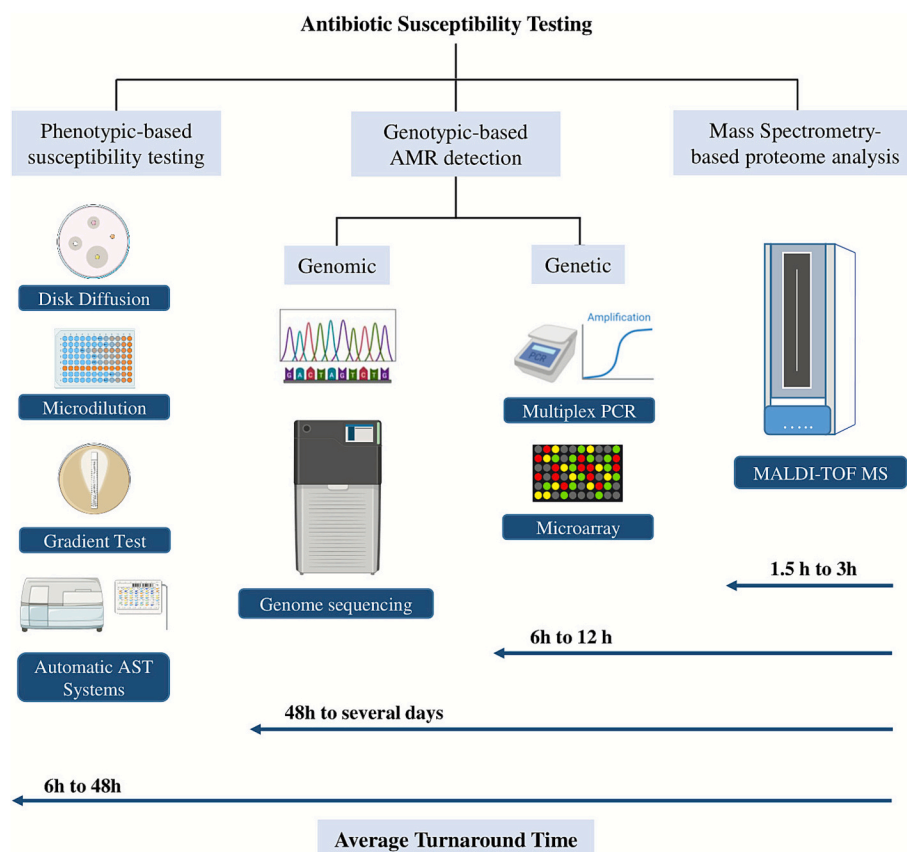 Antibiotic Susceptibility Testing
Phenotypic-based
susceptibility testing
Genotypic-based
AMR detection
Mass Spectrometry-
based proteome analysis
Genomic
Genetic
Disk Diffusion
Microdilution
Gradient Test
Automatic AST
Systems
G A C T A G T C T G
Genome sequencing
PCR
Amplification
Multiplex PCR
Microarray
MALDI-TOF MS
1.5 h to 3h
6h to 12 h
48h to several days
6h to 48h
Average Turnaround Time